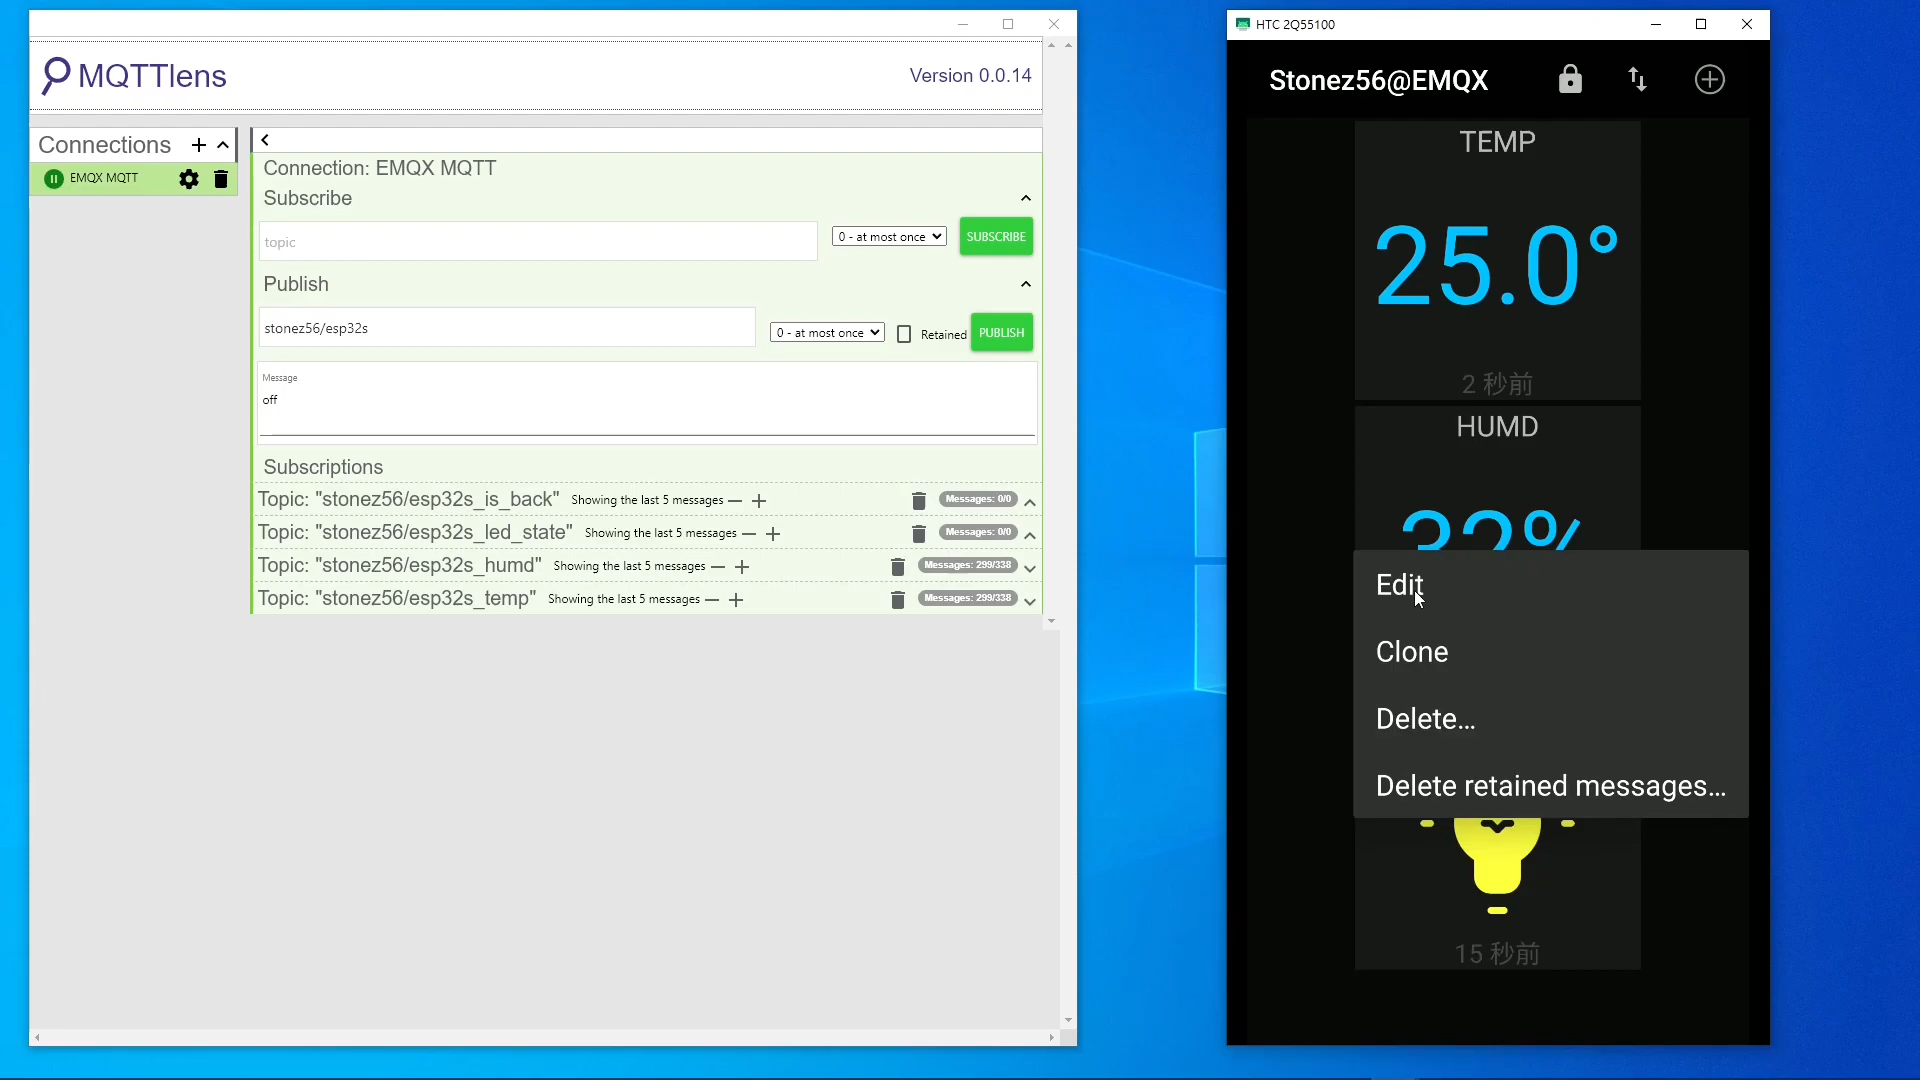 MQTTlens
Version 0.0.14
Connections
EMQX MQTT
Connection: EMQX MQTT
Subscribe
topic
0 - at most once
SUBSCRIBE
Publish
stonez56/esp32s
0 - at most once
Retained
PUBLISH
Message
off
Subscriptions
Topic: "stonez56/esp32s_is_back" Showing the last 5 messages — + Messages: 0/0
Topic: "stonez56/esp32s_led_state" Showing the last 5 messages — + Messages: 0/0
Topic: "stonez56/esp32s_humd" Showing the last 5 messages — + Messages: 299/338
Topic: "stonez56/esp32s_temp" Showing the last 5 messages — + Messages: 299/338
HTC 2Q55100
Stonez56@EMQX
TEMP
25.0°
2 秒前
HUMD
32%
Edit
Clone
Delete...
Delete retained messages...
15 秒前